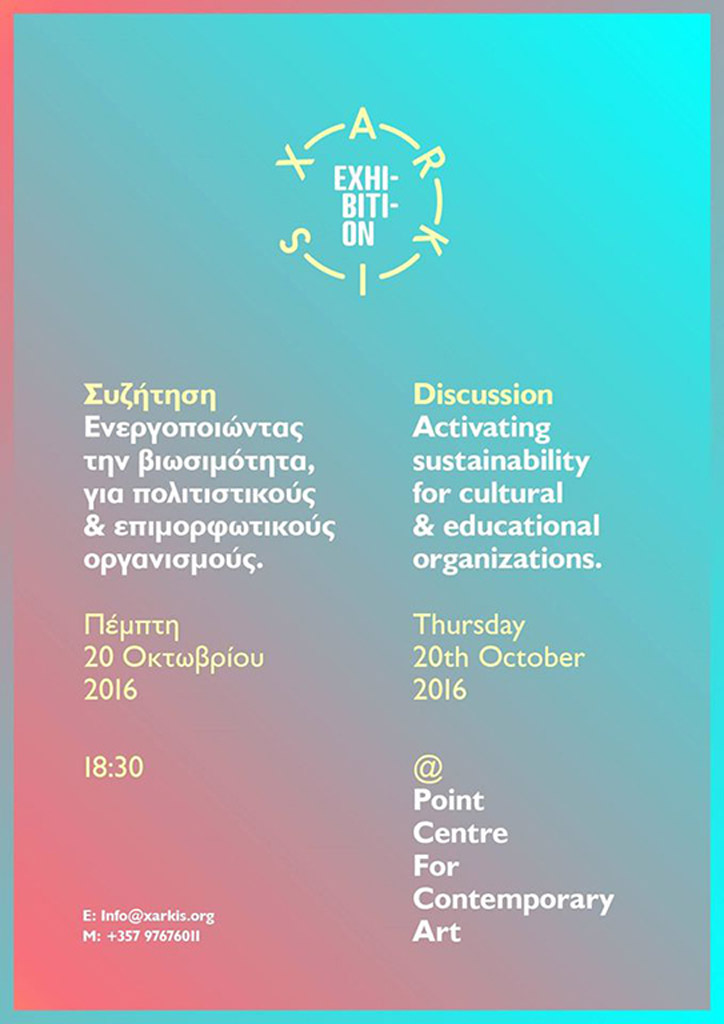 XARKIS
EXHI-
BITI-
ON
Συζήτηση
Ενεργοποιώντας
την βιωσιμότητα,
για πολιτιστικούς
& επιμορφωτικούς
οργανισμούς.
Πέμπτη
20 Οκτωβρίου
2016
18:30
Discussion
Activating
sustainability
for cultural
& educational
organizations.
Thursday
20th October
2016
@
Point
Centre
For
Contemporary
Art
E: Info@xarkis.org
M: +357 97676011